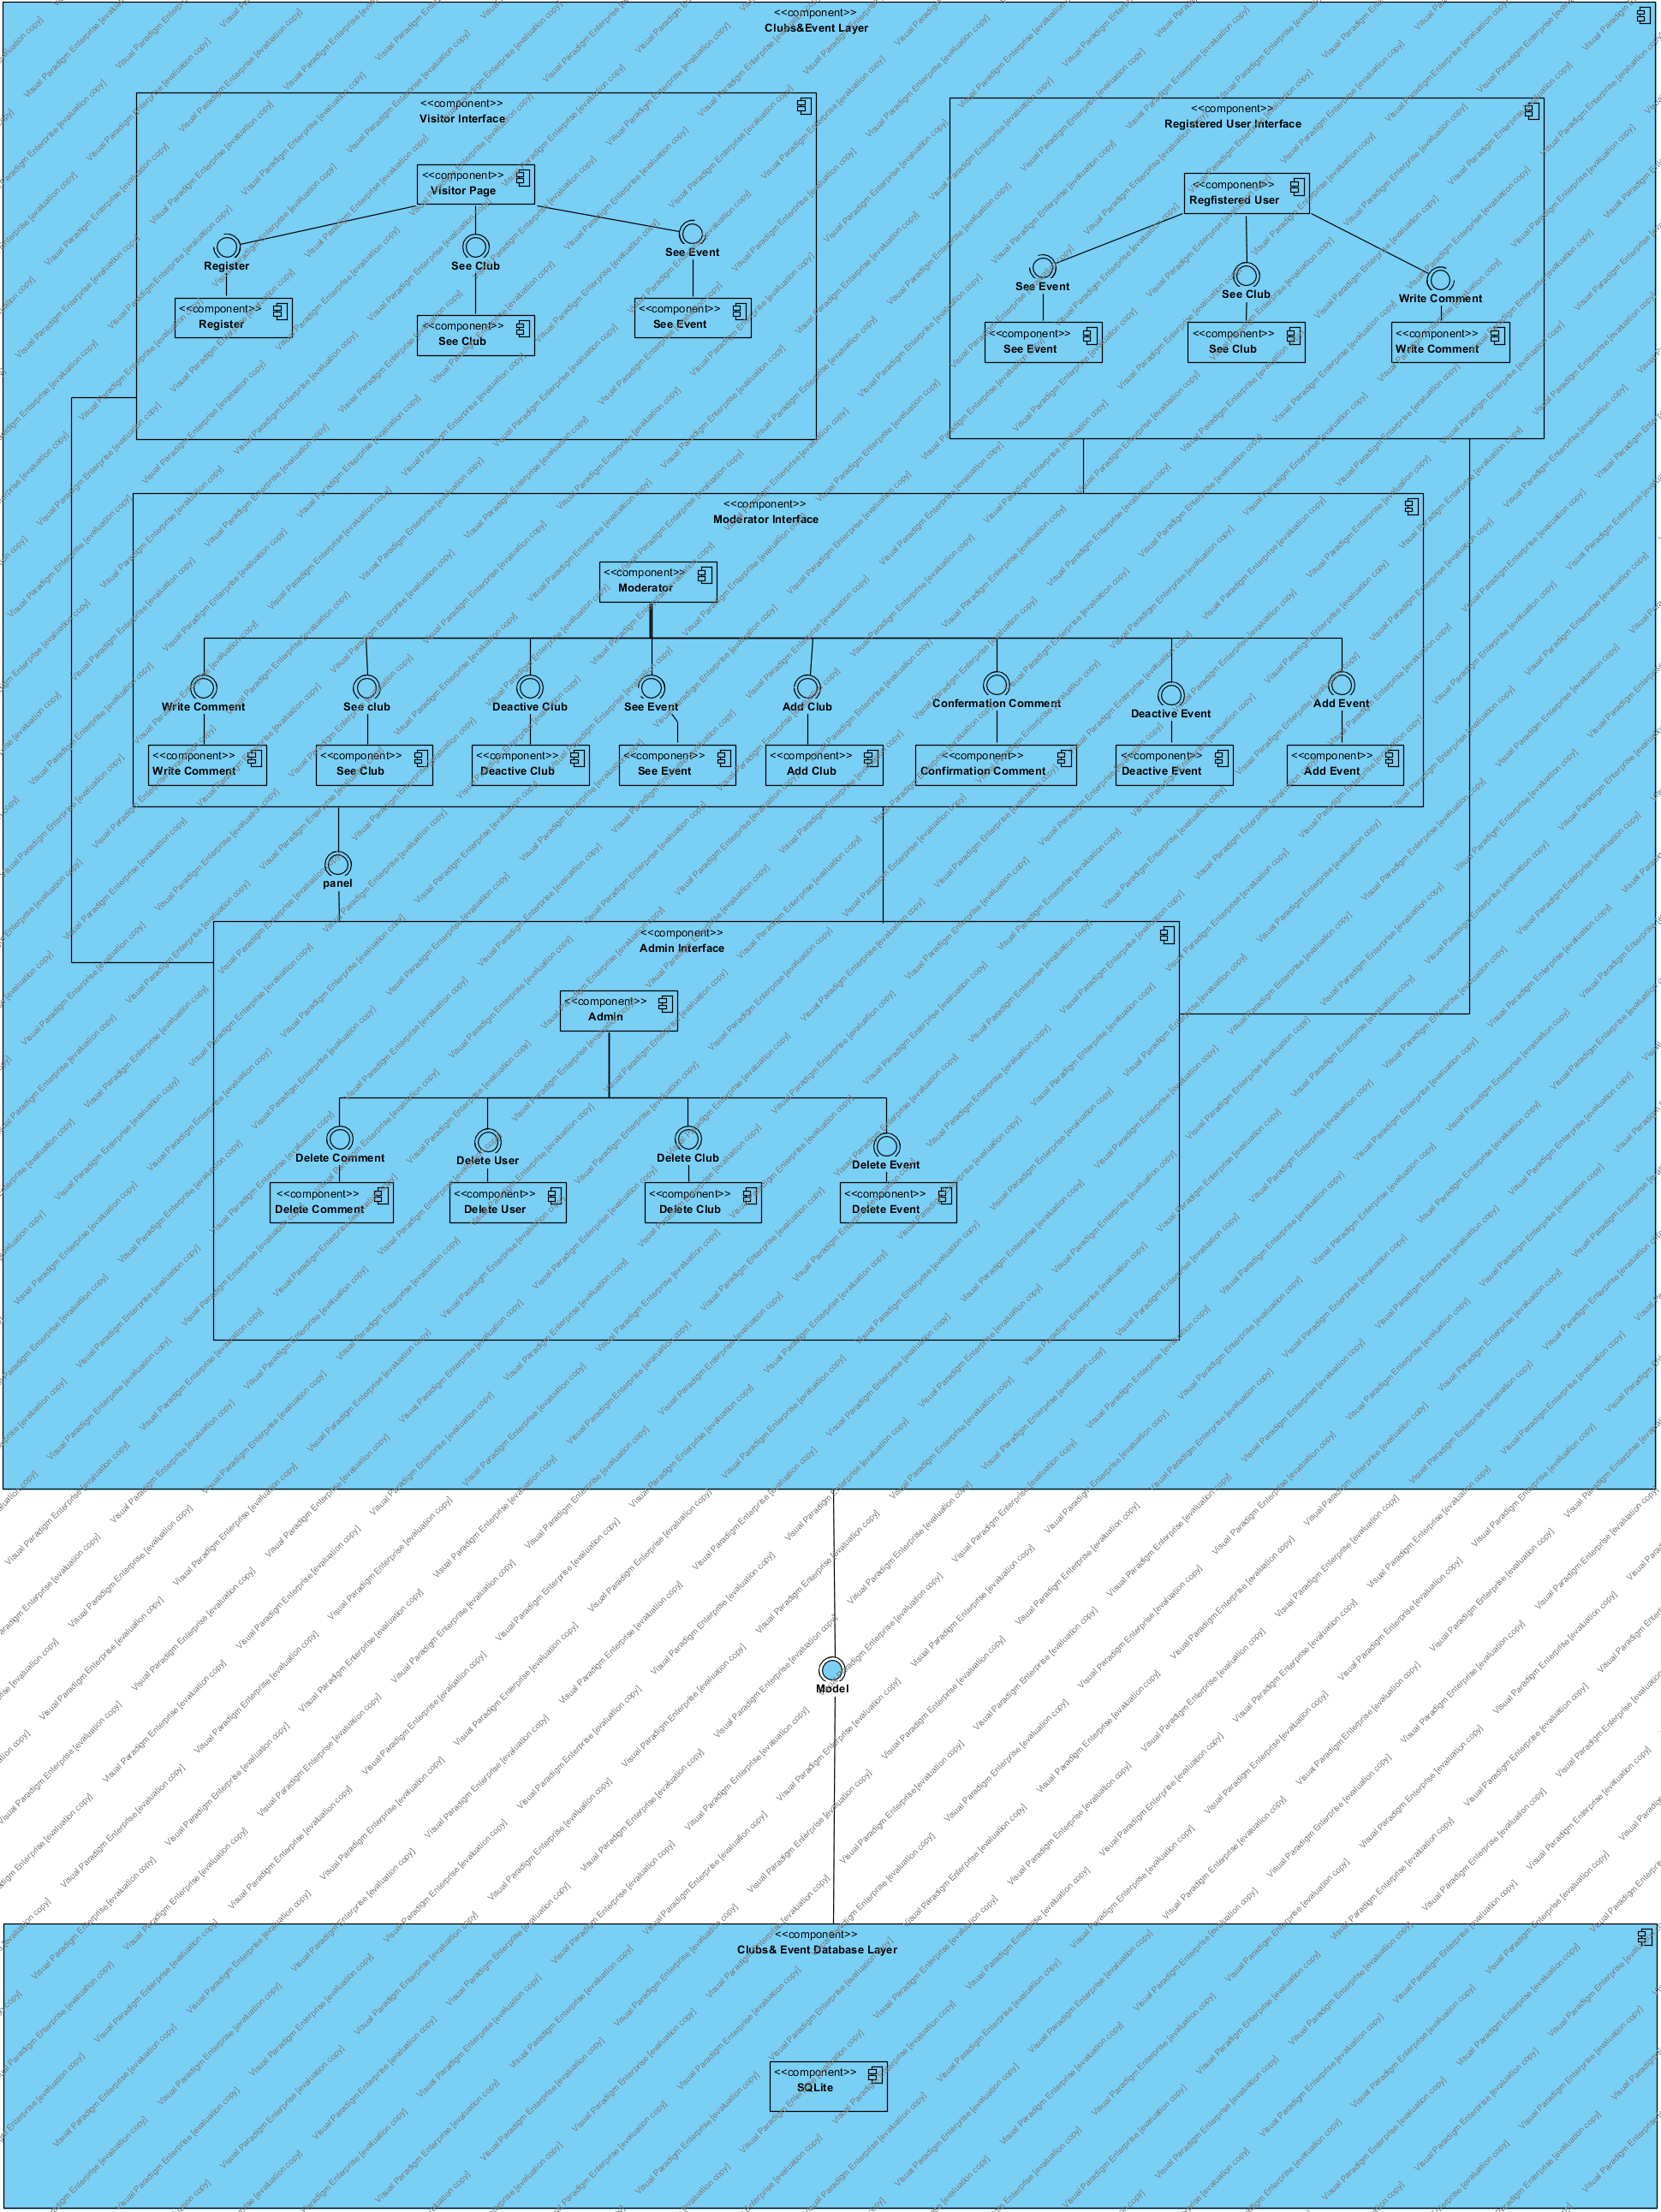 <<component>>
Clubs&Event Layer
<<component>>
Visitor Interface
<<component>>
Visitor Page
Register
See Club
See Event
<<component>>
Register
<<component>>
See Club
<<component>>
See Event
<<component>>
Registered User Interface
<<component>>
Regfistered User
See Event
See Club
Write Comment
<<component>>
See Event
<<component>>
See Club
<<component>>
Write Comment
<<component>>
Moderator Interface
<<component>>
Moderator
Write Comment
See club
Deactive Club
See Event
Add Club
Confermation Comment
Deactive Event
Add Event
<<component>>
Write Comment
<<component>>
See Club
<<component>>
Deactive Club
<<component>>
See Event
<<component>>
Add Club
<<component>>
Confirmation Comment
<<component>>
Deactive Event
<<component>>
Add Event
panel
<<component>>
Admin Interface
<<component>>
Admin
Delete Comment
Delete User
Delete Club
Delete Event
<<component>>
Delete Comment
<<component>>
Delete User
<<component>>
Delete Club
<<component>>
Delete Event
Model
<<component>>
Clubs& Event Database Layer
<<component>>
SQLite
Visual Paradigm Enterprise [evaluation copy]